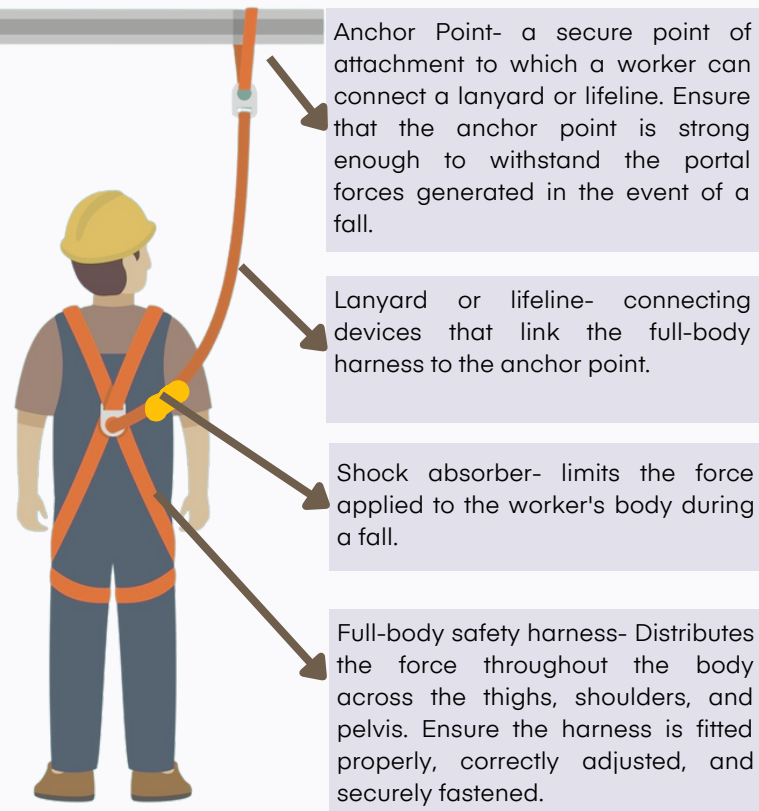 Anchor Point- a secure point of
attachment to which a worker can
connect a lanyard or lifeline. Ensure
that the anchor point is strong
enough to withstand the portal
forces generated in the event of a
fall.
Lanyard or lifeline- connecting
devices that link the full-body
harness to the anchor point.
Shock absorber- limits the force
applied to the worker's body during
a fall.
Full-body safety harness- Distributes
the force throughout the body
across the thighs, shoulders, and
pelvis. Ensure the harness is fitted
properly, correctly adjusted, and
securely fastened.